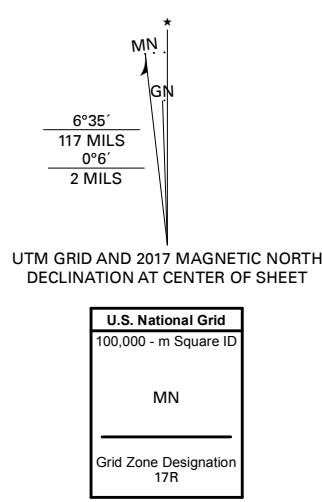 MN
GN
6°35´
117 MILS
0°6´
2 MILS
UTM GRID AND 2017 MAGNETIC NORTH
DECLINATION AT CENTER OF SHEET
U.S. National Grid
100,000 - m Square ID
MN
Grid Zone Designation
17R